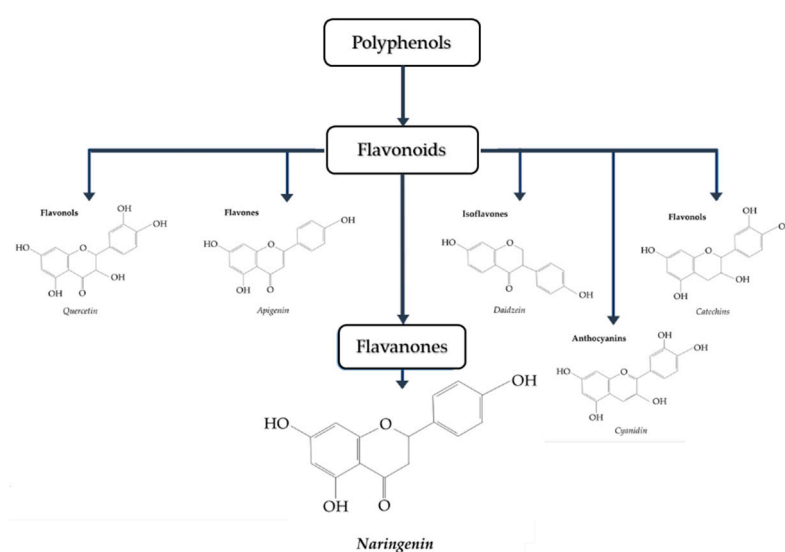 Polyphenols
Flavonoids
Flavonols
OH
OH
HO
O
OH
OH
O
Quercetin
Flavones
OH
HO
O
OH
O
Apigenin
Isoflavones
HO
O
O
OH
Daidzein
Flavonols
OH
O
HO
O
OH
OH
Catechins
Flavanones
Anthocyanins
OH
OH
HO
O
OH
OH
Cyanidin
OH
HO
O
OH
O
Naringenin